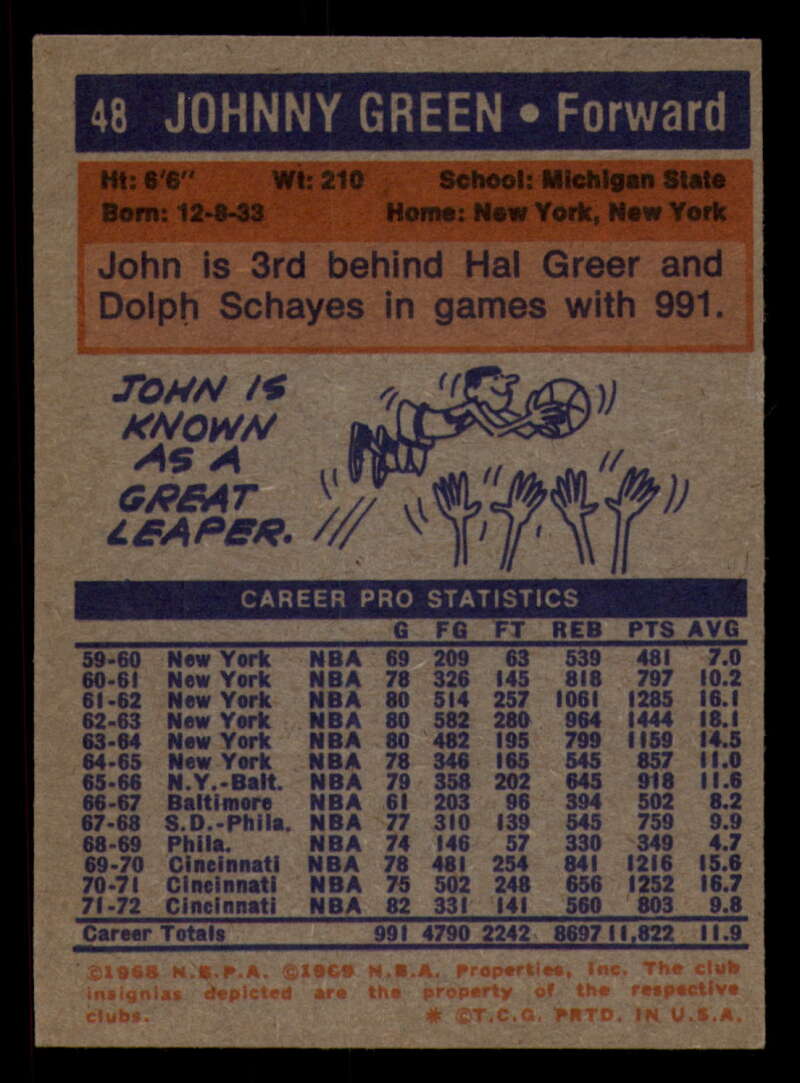 48 JOHNNY GREEN • Forward
Ht: 6'6" Wt: 210 School: Michigan State
Born: 12-8-33 Home: New York, New York
John is 3rd behind Hal Greer and
Dolph Schayes in games with 991.
JOHN IS
KNOWN
AS A
GREAT
LEAPER.
CAREER PRO STATISTICS
G FG FT REB PTS AVG
59-60 New York NBA 69 209 63 539 481 7.0
60-61 New York NBA 78 326 145 818 797 10.2
61-62 New York NBA 80 514 257 1061 1285 16.1
62-63 New York NBA 80 582 280 964 1444 18.1
63-64 New York NBA 80 482 195 799 1159 14.5
64-65 New York NBA 78 346 165 545 857 11.0
65-66 N.Y.-Balt. NBA 79 358 202 645 918 11.6
66-67 Baltimore NBA 61 203 96 394 502 8.2
67-68 S.D.-Phila. NBA 77 310 139 545 759 9.9
68-69 Phila. NBA 74 146 57 330 349 4.7
69-70 Cincinnati NBA 78 481 254 841 1216 15.6
70-71 Cincinnati NBA 75 502 248 656 1252 16.7
71-72 Cincinnati NBA 82 331 141 560 803 9.8
Career Totals 991 4790 2242 8697 11,822 11.9
©1968 N.B.P.A. ©1969 N.B.A. Properties, Inc. The club
insignias depicted are the property of the respective
clubs. * ©T.C.G. PRTD. IN U.S.A.